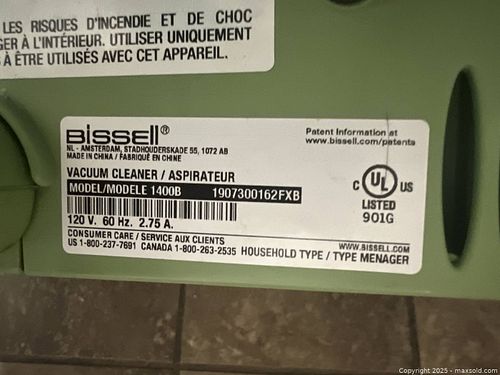 LES RISQUES D'INCENDIE ET DE CHOC
GER À L'INTÉRIEUR. UTILISER UNIQUEMENT
À ÊTRE UTILISÉS AVEC CET APPAREIL.
BISSELL®
NL - AMSTERDAM, STADHOUDERSKADE 55, 1072 AB
MADE IN CHINA / FABRIQUÉ EN CHINE
Patent Information at
www.bissell.com/patents
VACUUM CLEANER / ASPIRATEUR
MODEL/MODELE 1400B 1907300162FXB
C UL US
LISTED
901G
120 V. 60 Hz. 2.75 A.
CONSUMER CARE / SERVICE AUX CLIENTS
US 1-800-237-7691 CANADA 1-800-263-2535
WWW.BISSELL.COM
HOUSEHOLD TYPE / TYPE MENAGER
Copyright 2025 - maxsold.com